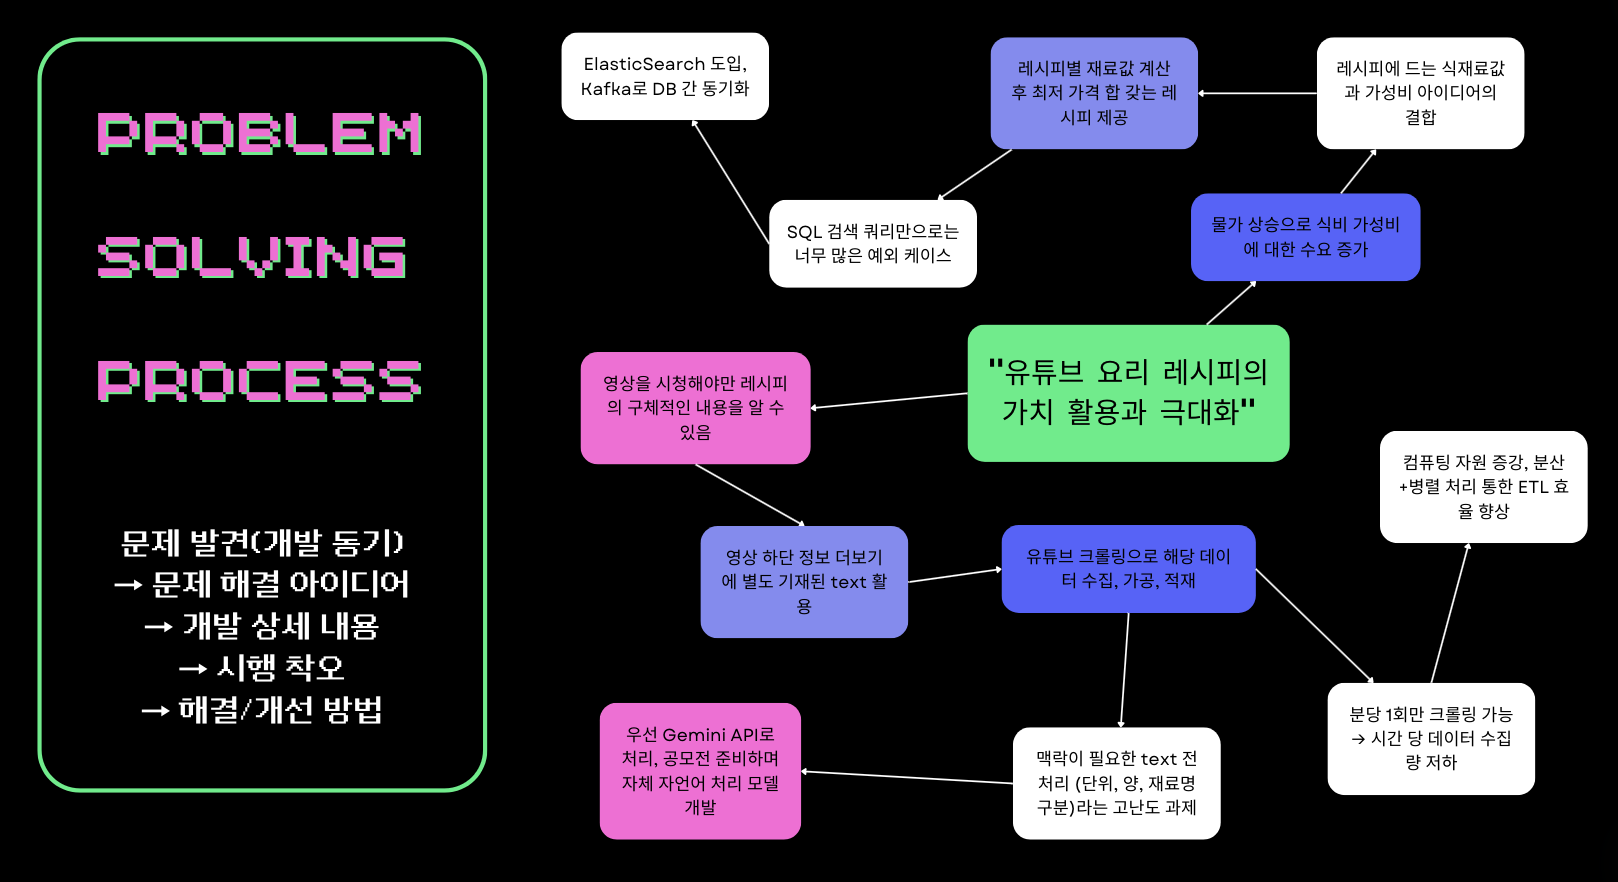 PROBLEM
SOLVING
PROCESS
문제 발견(개발 동기)
→ 문제 해결 아이디어
→ 개발 상세 내용
→ 시행 착오
→ 해결/개선 방법
ElasticSearch 도입,
Kafka로 DB 간 동기화
레시피별 재료값 계산
후 최저 가격 합 갖는 레
시피 제공
레시피에 드는 식재료값
과 가성비 아이디어의
결합
SQL 검색 쿼리만으로는
너무 많은 예외 케이스
물가 상승으로 식비 가성비
에 대한 수요 증가
"유튜브 요리 레시피의
가치 활용과 극대화"
영상을 시청해야만 레시피
의 구체적인 내용을 알 수
있음
컴퓨팅 자원 증강, 분산
+병렬 처리 통한 ETL 효
율 향상
영상 하단 정보 더보기
에 별도 기재된 text 활
용
유튜브 크롤링으로 해당 데이
터 수집, 가공, 적재
분당 1회만 크롤링 가능
→ 시간 당 데이터 수집
량 저하
우선 Gemini API로
처리, 공모전 준비하며
자체 자언어 처리 모델
개발
맥락이 필요한 text 전
처리 (단위, 양, 재료명
구분)라는 고난도 과제